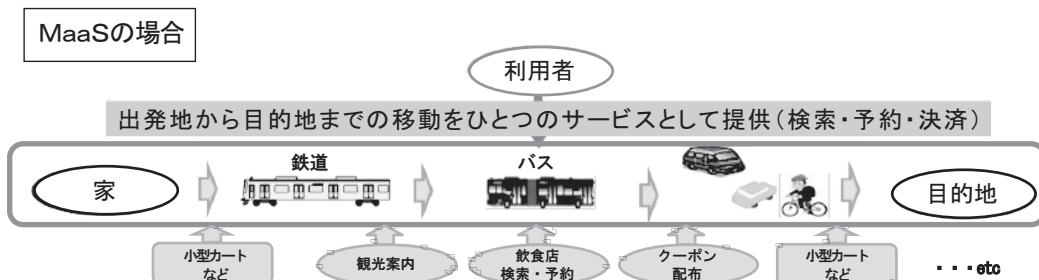 MaaSの場合
利用者
出発地から目的地までの移動をひとつのサービスとして提供(検索・予約・決済)
鉄道
バス
家
目的地
小型カート
など
観光案内
飲食店
検索・予約
クーポン
配布
小型カート
など
・・・etc